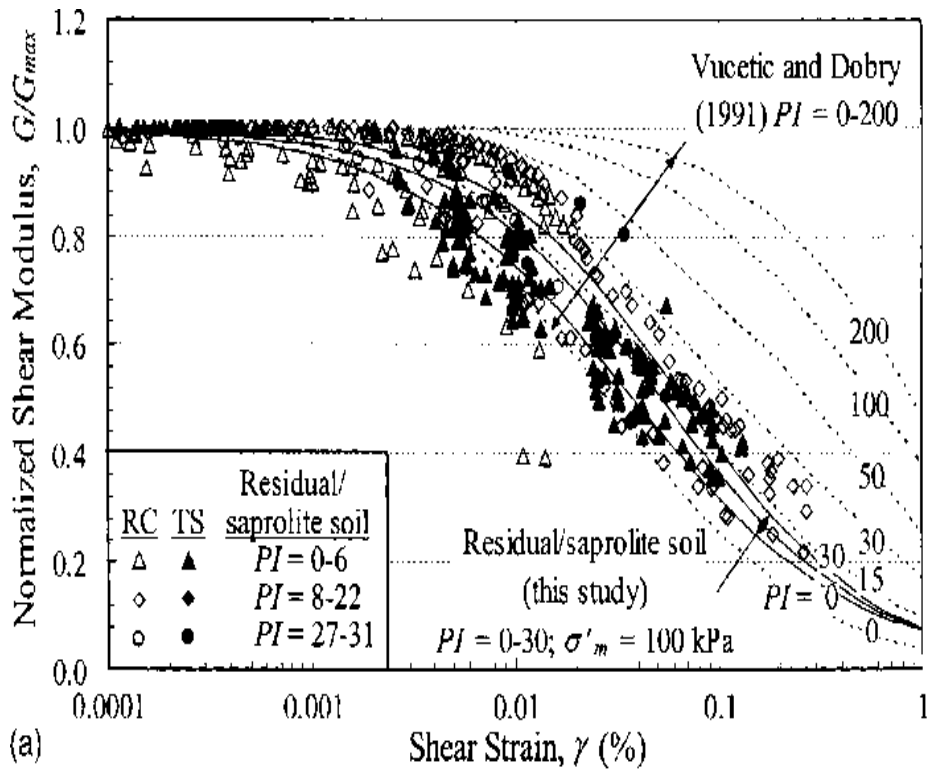 1.2
1.0
0.8
0.6
0.4
0.2
0.0
Normalized Shear Modulus, G/Gmax
Vucetic and Dobry
(1991) PI = 0-200
200
100
50
30
15
0
Residual/
RC TS saprolite soil
PI = 0-6
PI = 8-22
PI = 27-31
Residual/saprolite soil
(this study)
PI = 0-30; σ'm = 100 kPa
30
PI = 0
0.0001 0.001 0.01 0.1 1
Shear Strain, γ (%)
(a)